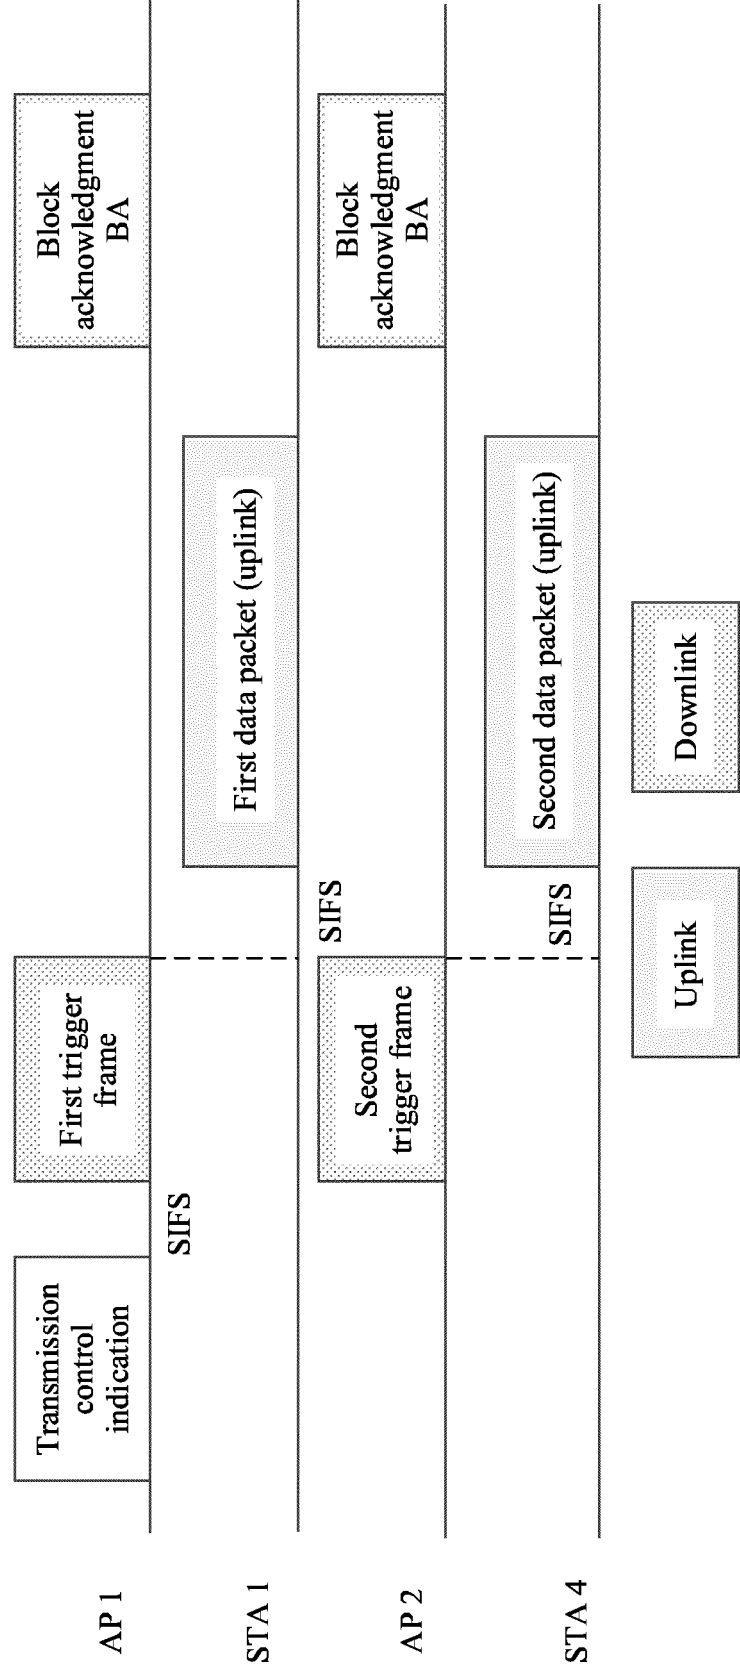 AP 1
Transmission
control
indication
SIFS
First trigger
frame
Block
acknowledgment
BA
STA 1
First data packet (uplink)
AP 2
Second
trigger frame
SIFS
Block
acknowledgment
BA
STA 4
SIFS
Second data packet (uplink)
Uplink
Downlink